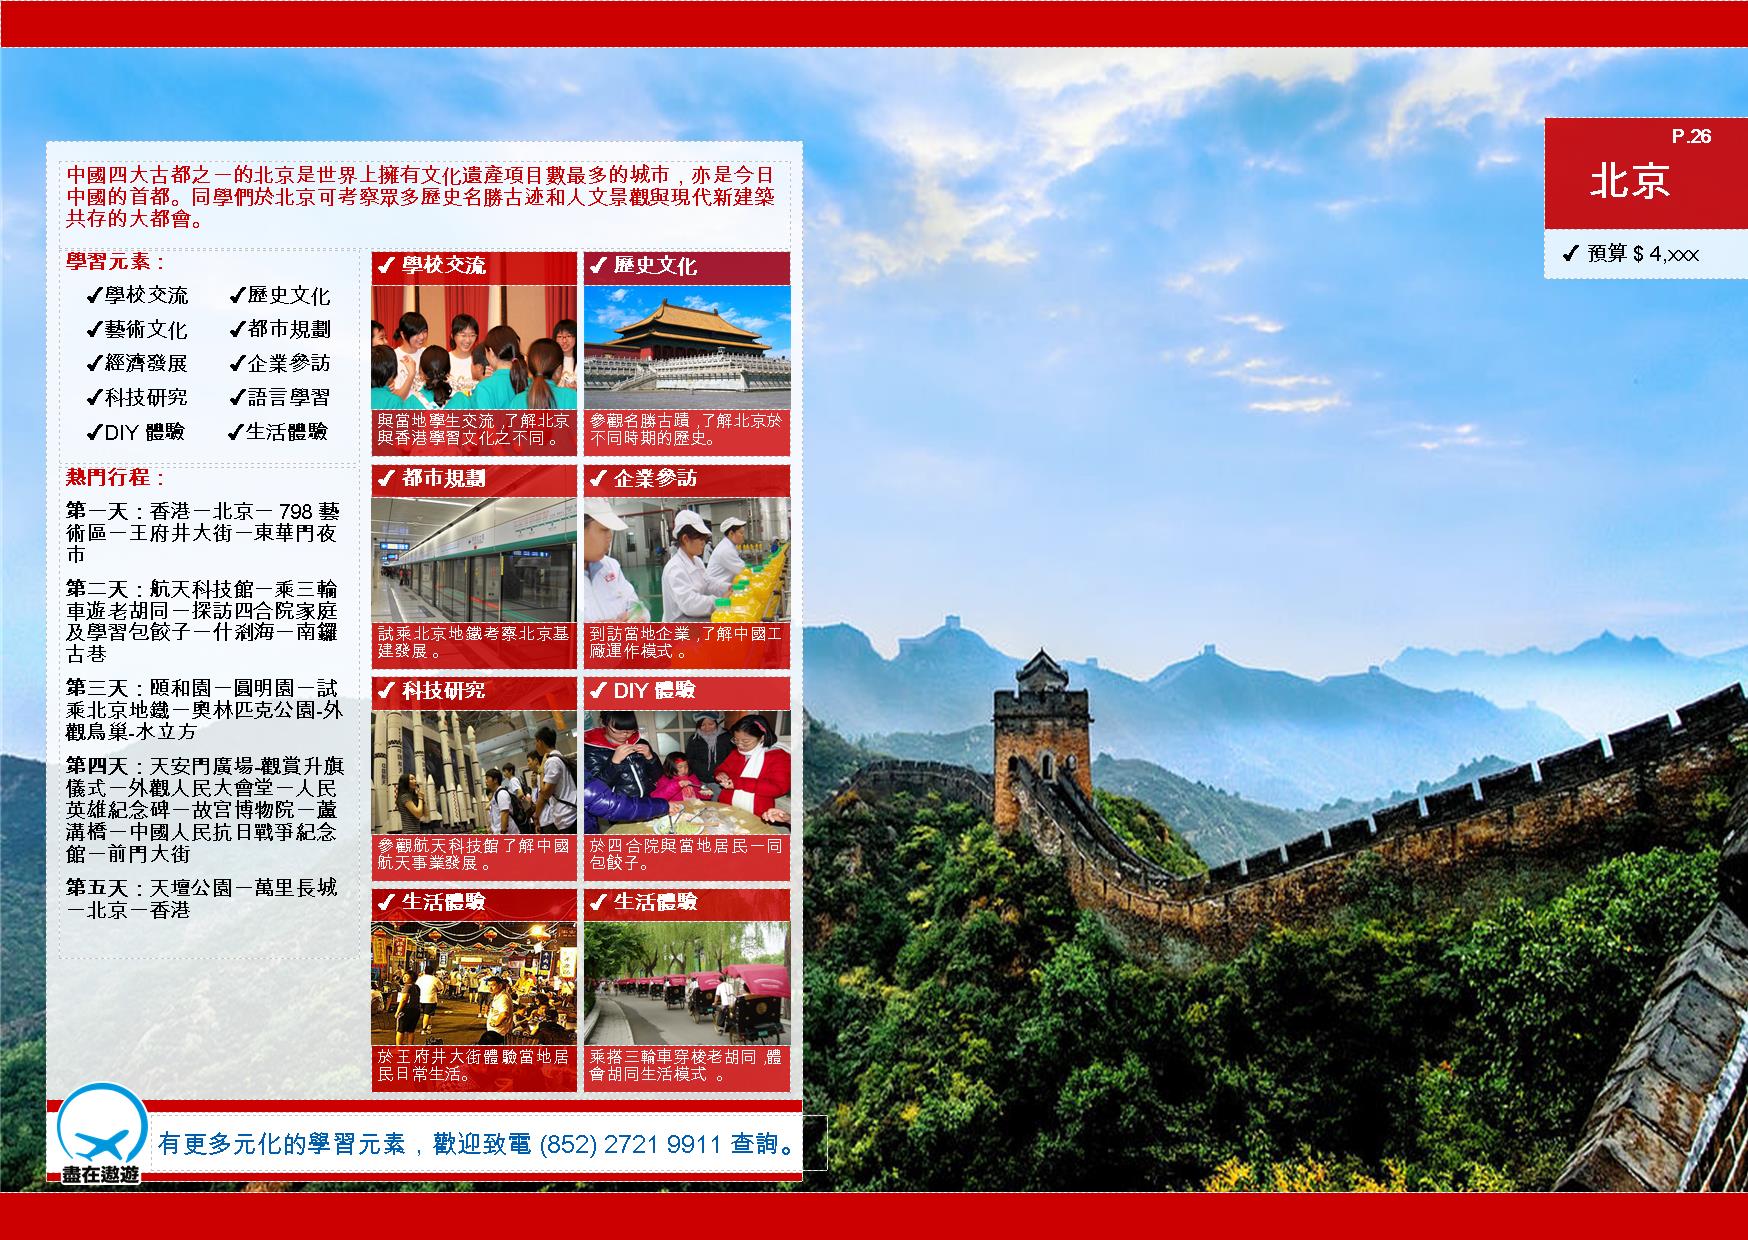 P.26
北京
✓ 預算 $ 4,xxx
中國四大古都之一的北京是世界上擁有文化遺產項目數最多的城市，亦是今日
中國的首都。同學們於北京可考察眾多歷史名勝古迹和人文景觀與現代新建築
共存的大都會。
學習元素：
✓學校交流 ✓歷史文化
✓藝術文化 ✓都市規劃
✓經濟發展 ✓企業參訪
✓科技研究 ✓語言學習
✓DIY 體驗 ✓生活體驗
熱門行程：
第一天：香港－北京－ 798 藝
術區－王府井大街－東華門夜
市
第二天：航天科技館－乘三輪
車遊老胡同－探訪四合院家庭
及學習包餃子－什剎海－南鑼
古巷
第三天：頤和園－圓明園－試
乘北京地鐵－奧林匹克公園-外
觀鳥巢-水立方
第四天：天安門廣場-觀賞升旗
儀式－外觀人民大會堂－人民
英雄紀念碑－故宮博物院－蘆
溝橋－中國人民抗日戰爭紀念
館－前門大街
第五天：天壇公園－萬里長城
－北京－香港
✓ 學校交流
與當地學生交流 ,了解北京
與香港學習文化之不同 。
✓ 歷史文化
參觀名勝古蹟 ,了解北京於
不同時期的歷史。
✓ 都市規劃
試乘北京地鐵考察北京基
建發展 。
✓ 企業參訪
到訪當地企業 ,了解中國工
廠運作模式 。
✓ 科技研究
參觀航天科技館了解中國
航天事業發展 。
✓ DIY 體驗
於四合院與當地居民一同
包餃子。
✓ 生活體驗
於王府井大街體驗當地居
民日常生活。
✓ 生活體驗
乘搭三輪車穿梭老胡同 ,體
會胡同生活模式 。
盡在遨遊
有更多元化的學習元素，歡迎致電 (852) 2721 9911 查詢。